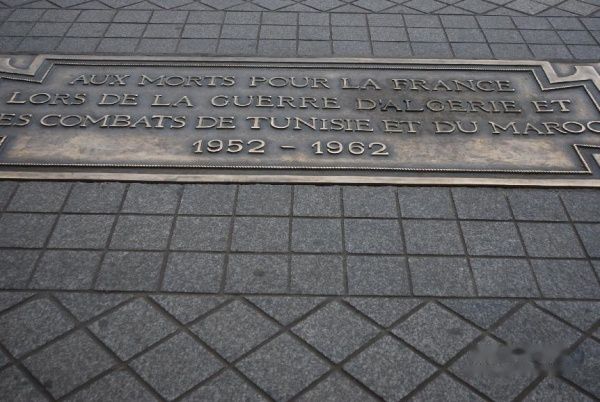 AUX MORTS POUR LA FRANCE
LORS DE LA GUERRE D'ALGERIE ET
ES COMBATS DE TUNISIE ET DU MAROC
1952 - 1962